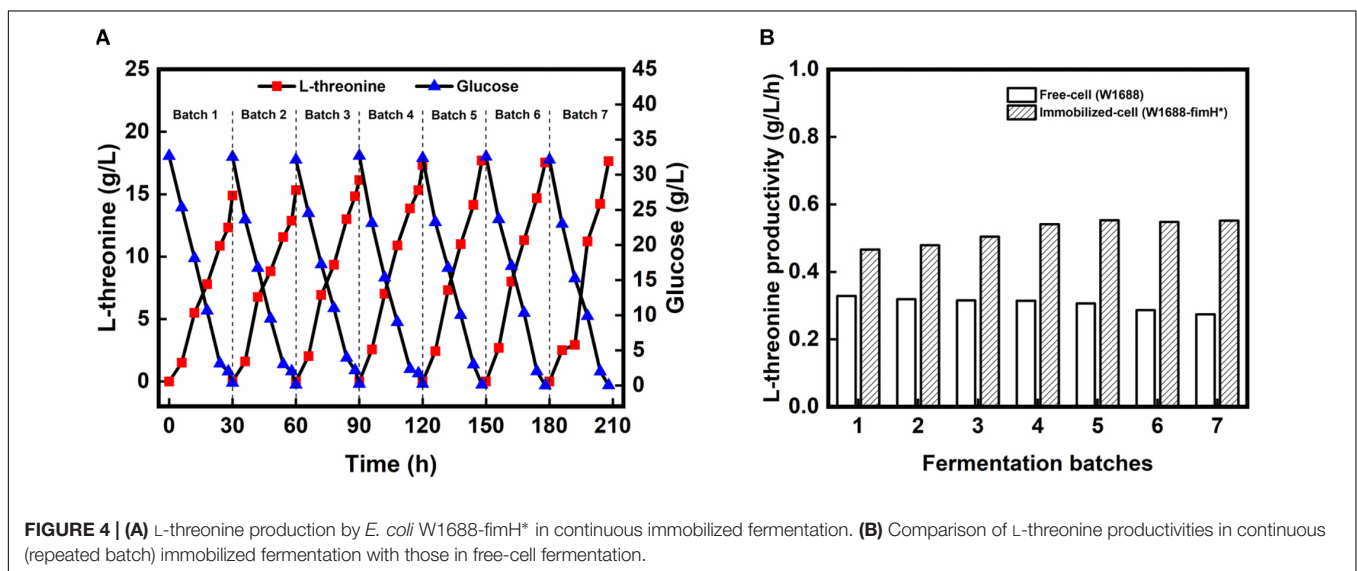 A
25
20
15
10
5
0
L-threonine (g/L)
L-threonine
Glucose
Batch 1
Batch 2
Batch 3
Batch 4
Batch 5
Batch 6
Batch 7
45
40
35
30
25
20
15
10
5
0
Glucose (g/L)
0 30 60 90 120 150 180 210
Time (h)
B
1.0
0.8
0.6
0.4
0.2
0.0
L-threonine productivity (g/L/h)
Free-cell (W1688)
Immobilized-cell (W1688-fimH*)
1 2 3 4 5 6 7
Fermentation batches
FIGURE 4 | (A) L-threonine production by E. coli W1688-fimH* in continuous immobilized fermentation. (B) Comparison of L-threonine productivities in continuous
(repeated batch) immobilized fermentation with those in free-cell fermentation.